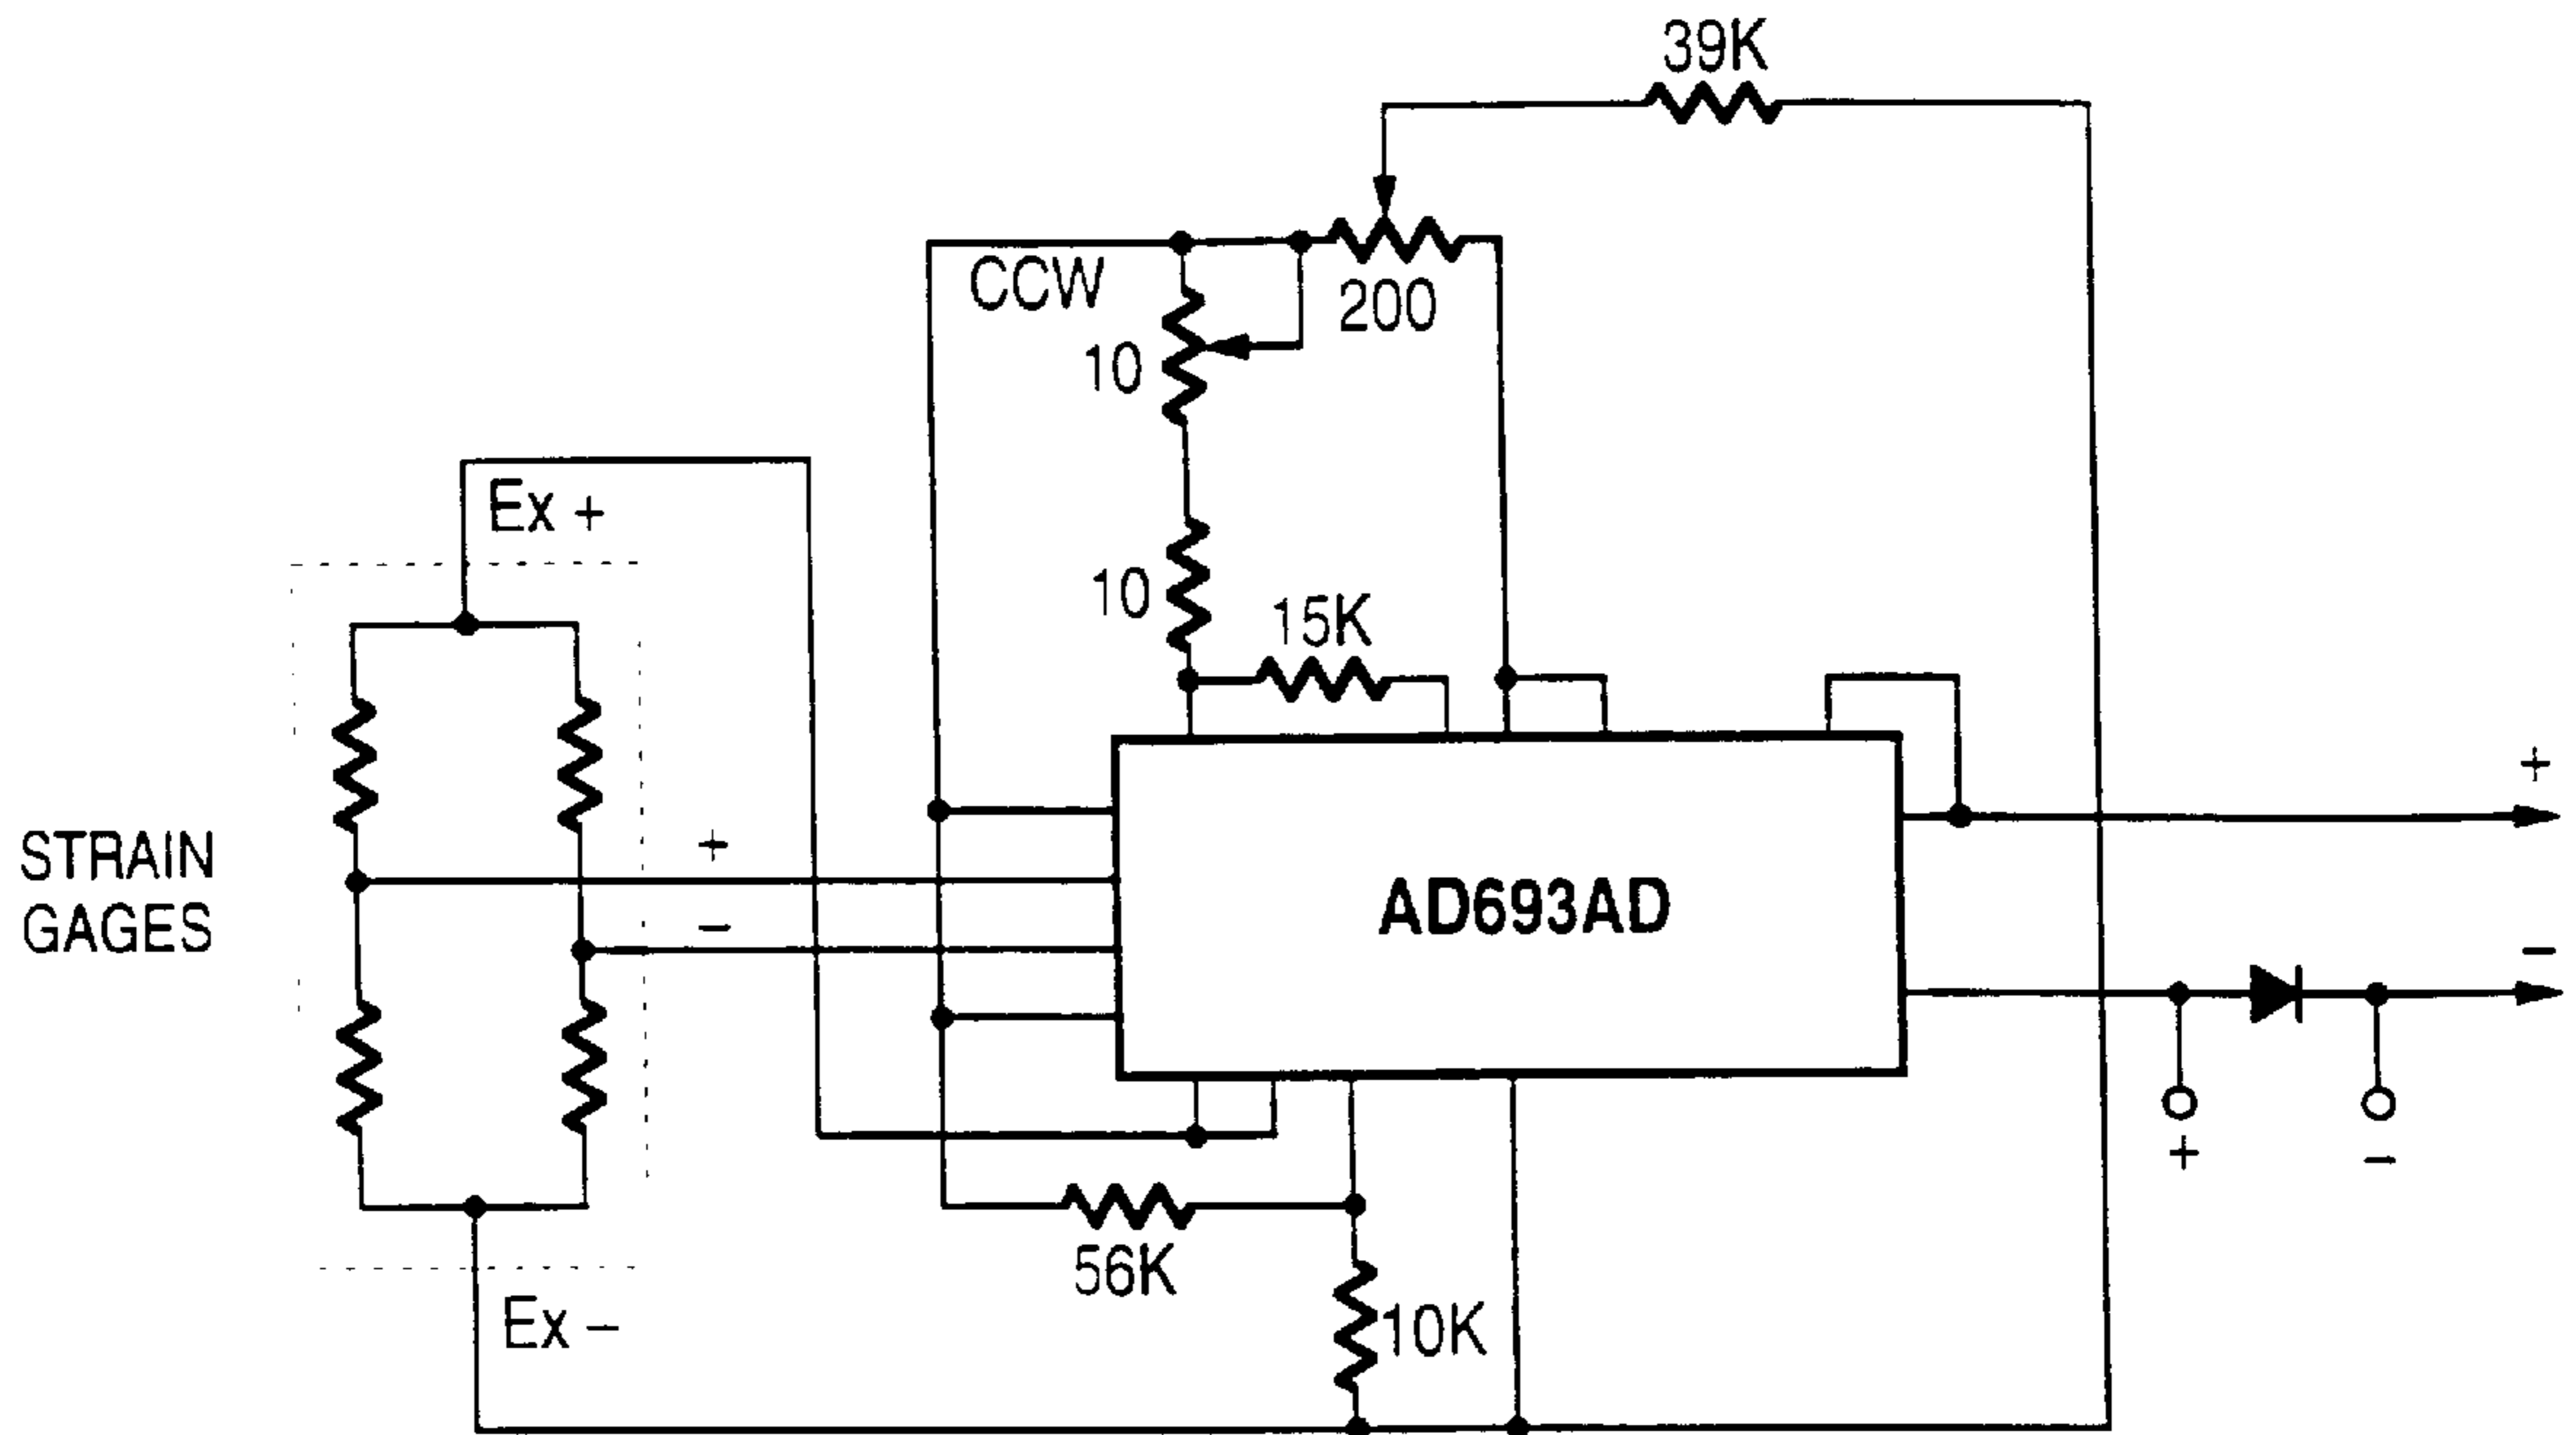 39K
CCW
200
10
Ex +
10
15K
+
STRAIN
GAGES
+
−
AD693AD
−
56K
+
−
10K
Ex −